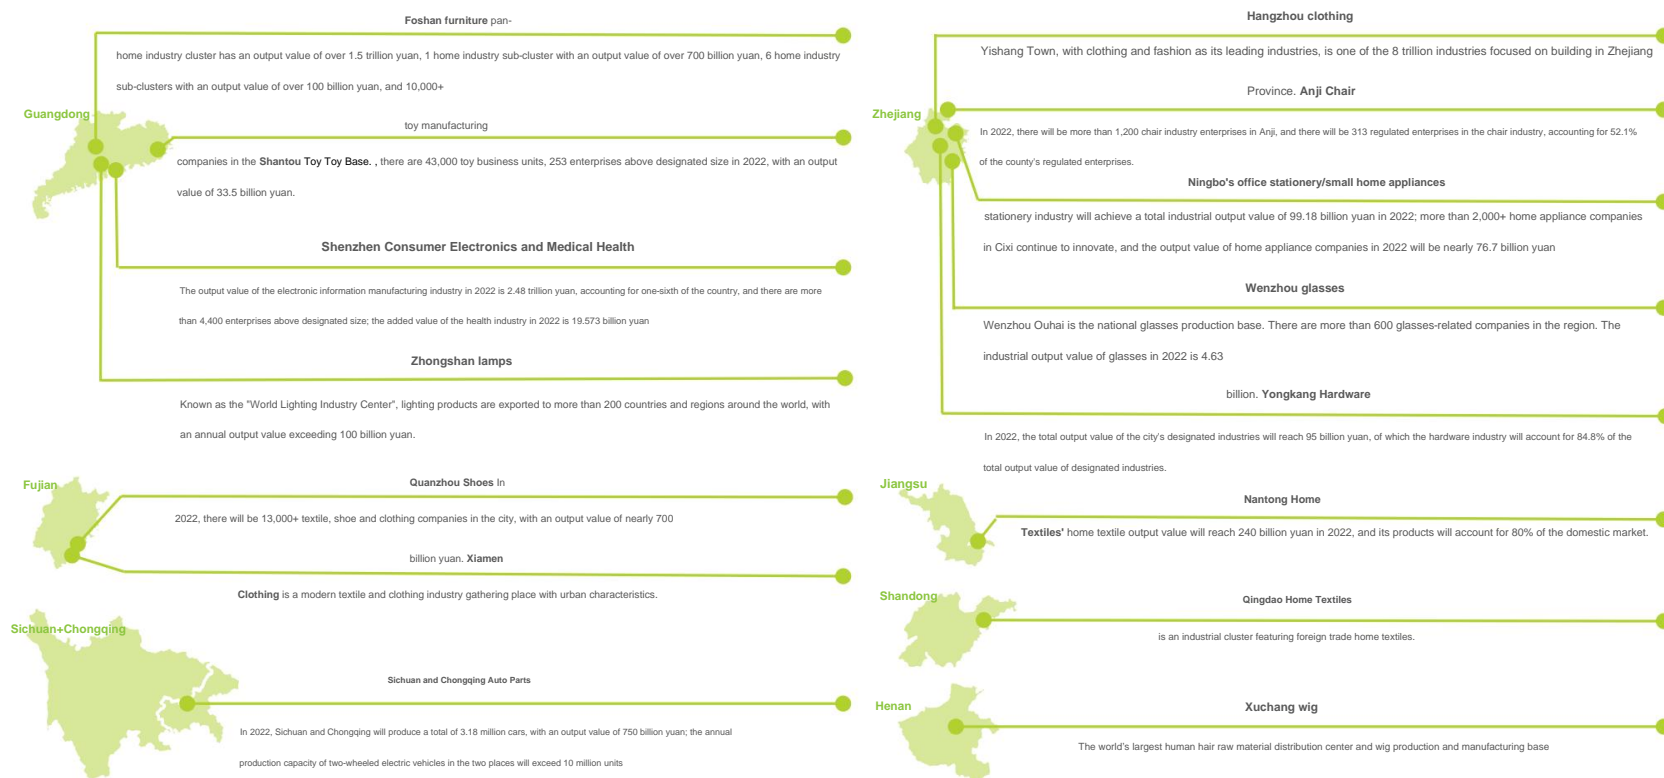 Foshan furniture pan-
home industry cluster has an output value of over 1.5 trillion yuan, 1 home industry sub-cluster with an output value of over 700 billion yuan, 6 home industry
sub-clusters with an output value of over 100 billion yuan, and 10,000+
Guangdong
toy manufacturing
companies in the Shantou Toy Toy Base. , there are 43,000 toy business units, 253 enterprises above designated size in 2022, with an output
value of 33.5 billion yuan.
Shenzhen Consumer Electronics and Medical Health
The output value of the electronic information manufacturing industry in 2022 is 2.48 trillion yuan, accounting for one-sixth of the country, and there are more
than 4,400 enterprises above designated size; the added value of the health industry in 2022 is 19.573 billion yuan
Zhongshan lamps
Known as the "World Lighting Industry Center", lighting products are exported to more than 200 countries and regions around the world, with
an annual output value exceeding 100 billion yuan.
Fujian
Quanzhou Shoes In
2022, there will be 13,000+ textile, shoe and clothing companies in the city, with an output value of nearly 700
billion yuan. Xiamen
Clothing is a modern textile and clothing industry gathering place with urban characteristics.
Sichuan+Chongqing
Sichuan and Chongqing Auto Parts
In 2022, Sichuan and Chongqing will produce a total of 3.18 million cars, with an output value of 750 billion yuan; the annual
production capacity of two-wheeled electric vehicles in the two places will exceed 10 million units
Hangzhou clothing
Yishang Town, with clothing and fashion as its leading industries, is one of the 8 trillion industries focused on building in Zhejiang
Province. Anji Chair
Zhejiang
In 2022, there will be more than 1,200 chair industry enterprises in Anji, and there will be 313 regulated enterprises in the chair industry, accounting for 52.1%
of the county's regulated enterprises.
Ningbo's office stationery/small home appliances
stationery industry will achieve a total industrial output value of 99.18 billion yuan in 2022; more than 2,000+ home appliance companies
in Cixi continue to innovate, and the output value of home appliance companies in 2022 will be nearly 76.7 billion yuan
Wenzhou glasses
Wenzhou Ouhai is the national glasses production base. There are more than 600 glasses-related companies in the region. The
industrial output value of glasses in 2022 is 4.63
billion. Yongkang Hardware
In 2022, the total output value of the city's designated industries will reach 95 billion yuan, of which the hardware industry will account for 84.8% of the
total output value of designated industries.
Jiangsu
Nantong Home
Textiles' home textile output value will reach 240 billion yuan in 2022, and its products will account for 80% of the domestic market.
Shandong
Qingdao Home Textiles
is an industrial cluster featuring foreign trade home textiles.
Henan
Xuchang wig
The world's largest human hair raw material distribution center and wig production and manufacturing base